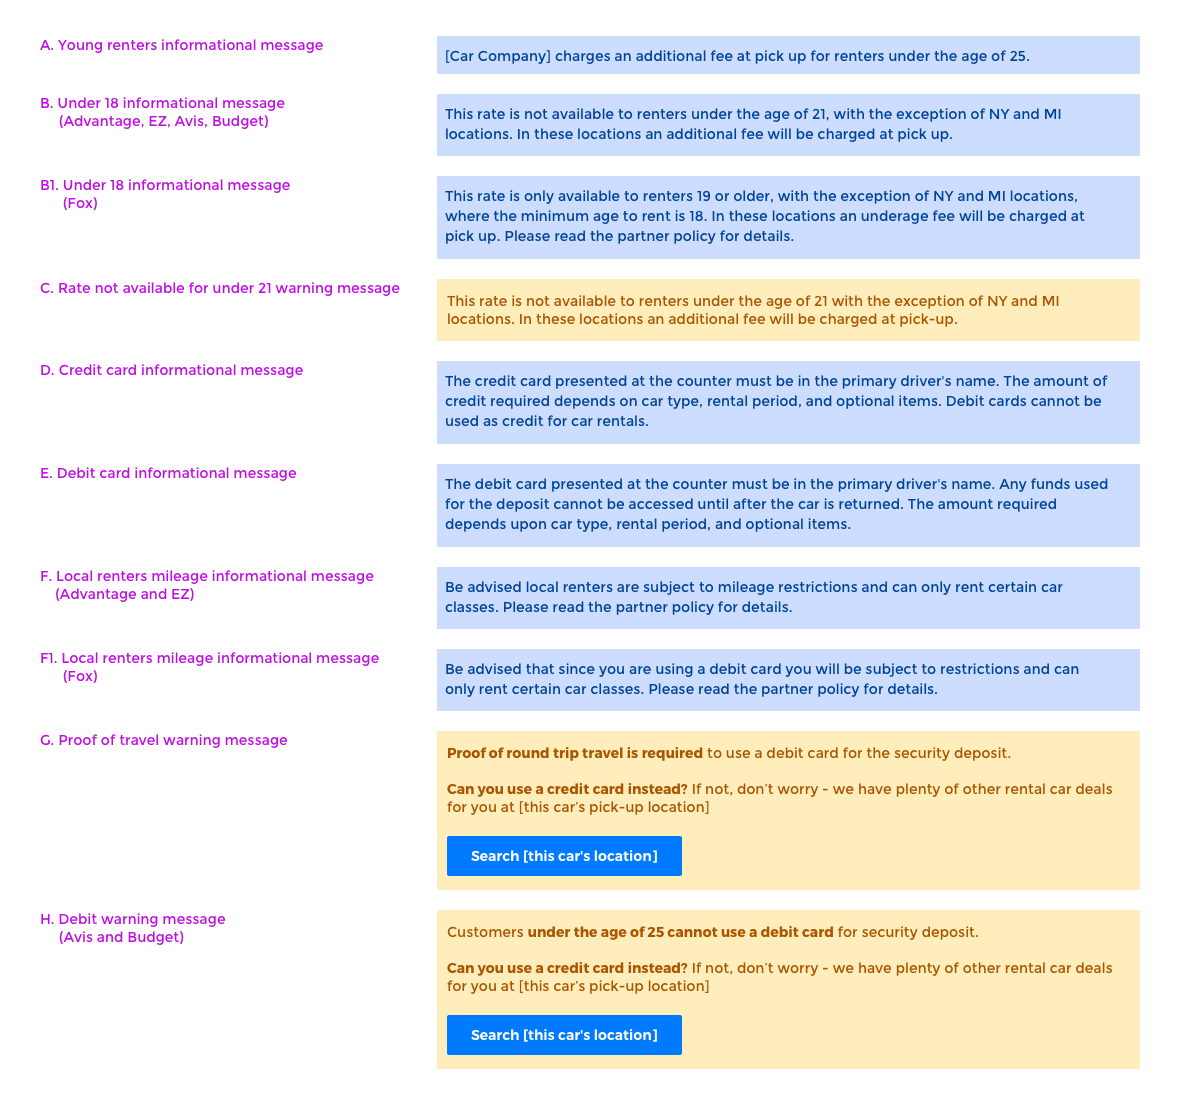 A. Young renters informational message
[Car Company] charges an additional fee at pick up for renters under the age of 25.
B. Under 18 informational message
(Advantage, EZ, Avis, Budget)
This rate is not available to renters under the age of 21, with the exception of NY and MI
locations. In these locations an additional fee will be charged at pick up.
B1. Under 18 informational message
(Fox)
This rate is only available to renters 19 or older, with the exception of NY and MI locations,
where the minimum age to rent is 18. In these locations an underage fee will be charged at
pick up. Please read the partner policy for details.
C. Rate not available for under 21 warning message
This rate is not available to renters under the age of 21 with the exception of NY and MI
locations. In these locations an additional fee will be charged at pick-up.
D. Credit card informational message
The credit card presented at the counter must be in the primary driver's name. The amount of
credit required depends on car type, rental period, and optional items. Debit cards cannot be
used as credit for car rentals.
E. Debit card informational message
The debit card presented at the counter must be in the primary driver's name. Any funds used
for the deposit cannot be accessed until after the car is returned. The amount required
depends upon car type, rental period, and optional items.
F. Local renters mileage informational message
(Advantage and EZ)
Be advised local renters are subject to mileage restrictions and can only rent certain car
classes. Please read the partner policy for details.
F1. Local renters mileage informational message
(Fox)
Be advised that since you are using a debit card you will be subject to restrictions and can
only rent certain car classes. Please read the partner policy for details.
G. Proof of travel warning message
Proof of round trip travel is required to use a debit card for the security deposit.
Can you use a credit card instead? If not, don’t worry - we have plenty of other rental car deals
for you at [this car’s pick-up location]
Search [this car's location]
H. Debit warning message
(Avis and Budget)
Customers under the age of 25 cannot use a debit card for security deposit.
Can you use a credit card instead? If not, don’t worry - we have plenty of other rental car deals
for you at [this car’s pick-up location]
Search [this car's location]